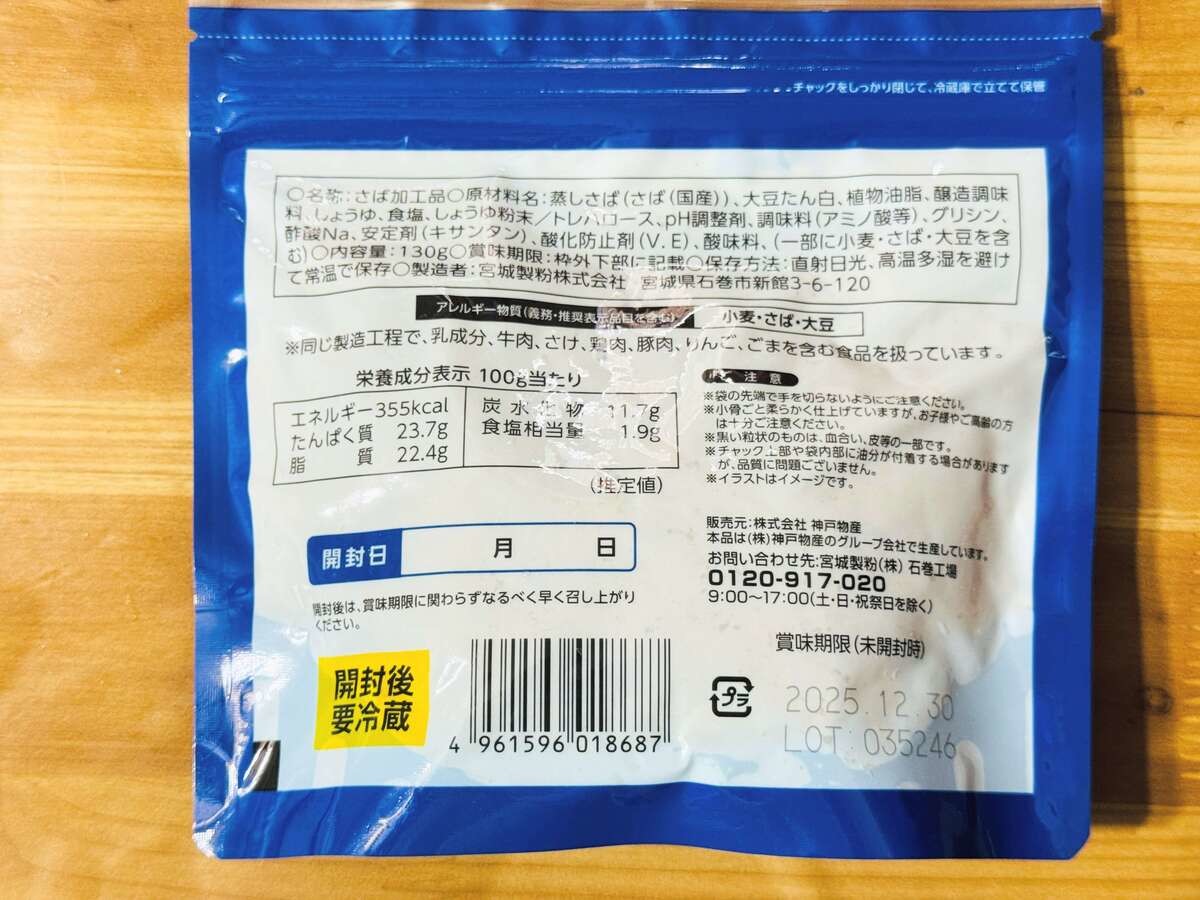 チャックをしっかり閉じて、冷蔵庫で立てて保管
○名称：さば加工品○原材料名：蒸しさば（さば（国産））、大豆たん白、植物油脂、醸造調味
料、しょうゆ、食塩、しょうゆ粉末／トレハロース、pH調整剤、調味料（アミノ酸等）、グリシン、
酢酸Na、安定剤（キサンタン）、酸化防止剤（V.E）、酸味料、（一部に小麦・さば・大豆を含
む）○内容量：130g○賞味期限：枠外下部に記載○保存方法：直射日光、高温多湿を避け
て常温で保存○製造者：宮城製粉株式会社 宮城県石巻市新館3-6-120
アレルギー物質（義務・推奨表示品目を含む） 小麦・さば・大豆
※同じ製造工程で、乳成分、牛肉、さけ、鶏肉、豚肉、りんご、ごまを含む食品を扱っています。
栄養成分表示 100g当たり
エネルギー355kcal
たんぱく質 23.7g
脂質 22.4g
炭水化物 11.7g
食塩相当量 1.9g
（推定値）
ご注意
※袋の先端で手を切らないようにご注意ください。
※小骨ごと柔らかく仕上げていますが、お子様やご高齢の方
は十分ご注意ください。
※黒い粒状のものは、血合い、皮等の一部です。
※チャック上部や袋内部に油分が付着する場合があります
が、品質に問題ございません。
※イラストはイメージです。
開封日 月 日
開封後は、賞味期限に関わらずなるべく早く召し上がり
ください。
販売元：株式会社 神戸物産
本品は（株）神戸物産のグループ会社で生産しています。
お問い合わせ先：宮城製粉（株） 石巻工場
0120-917-020
9：00〜17：00（土・日・祝祭日を除く）
開封後
要冷蔵
4 961596 018687
賞味期限（未開封時）
プラ
2025.12.30
LOT：035246